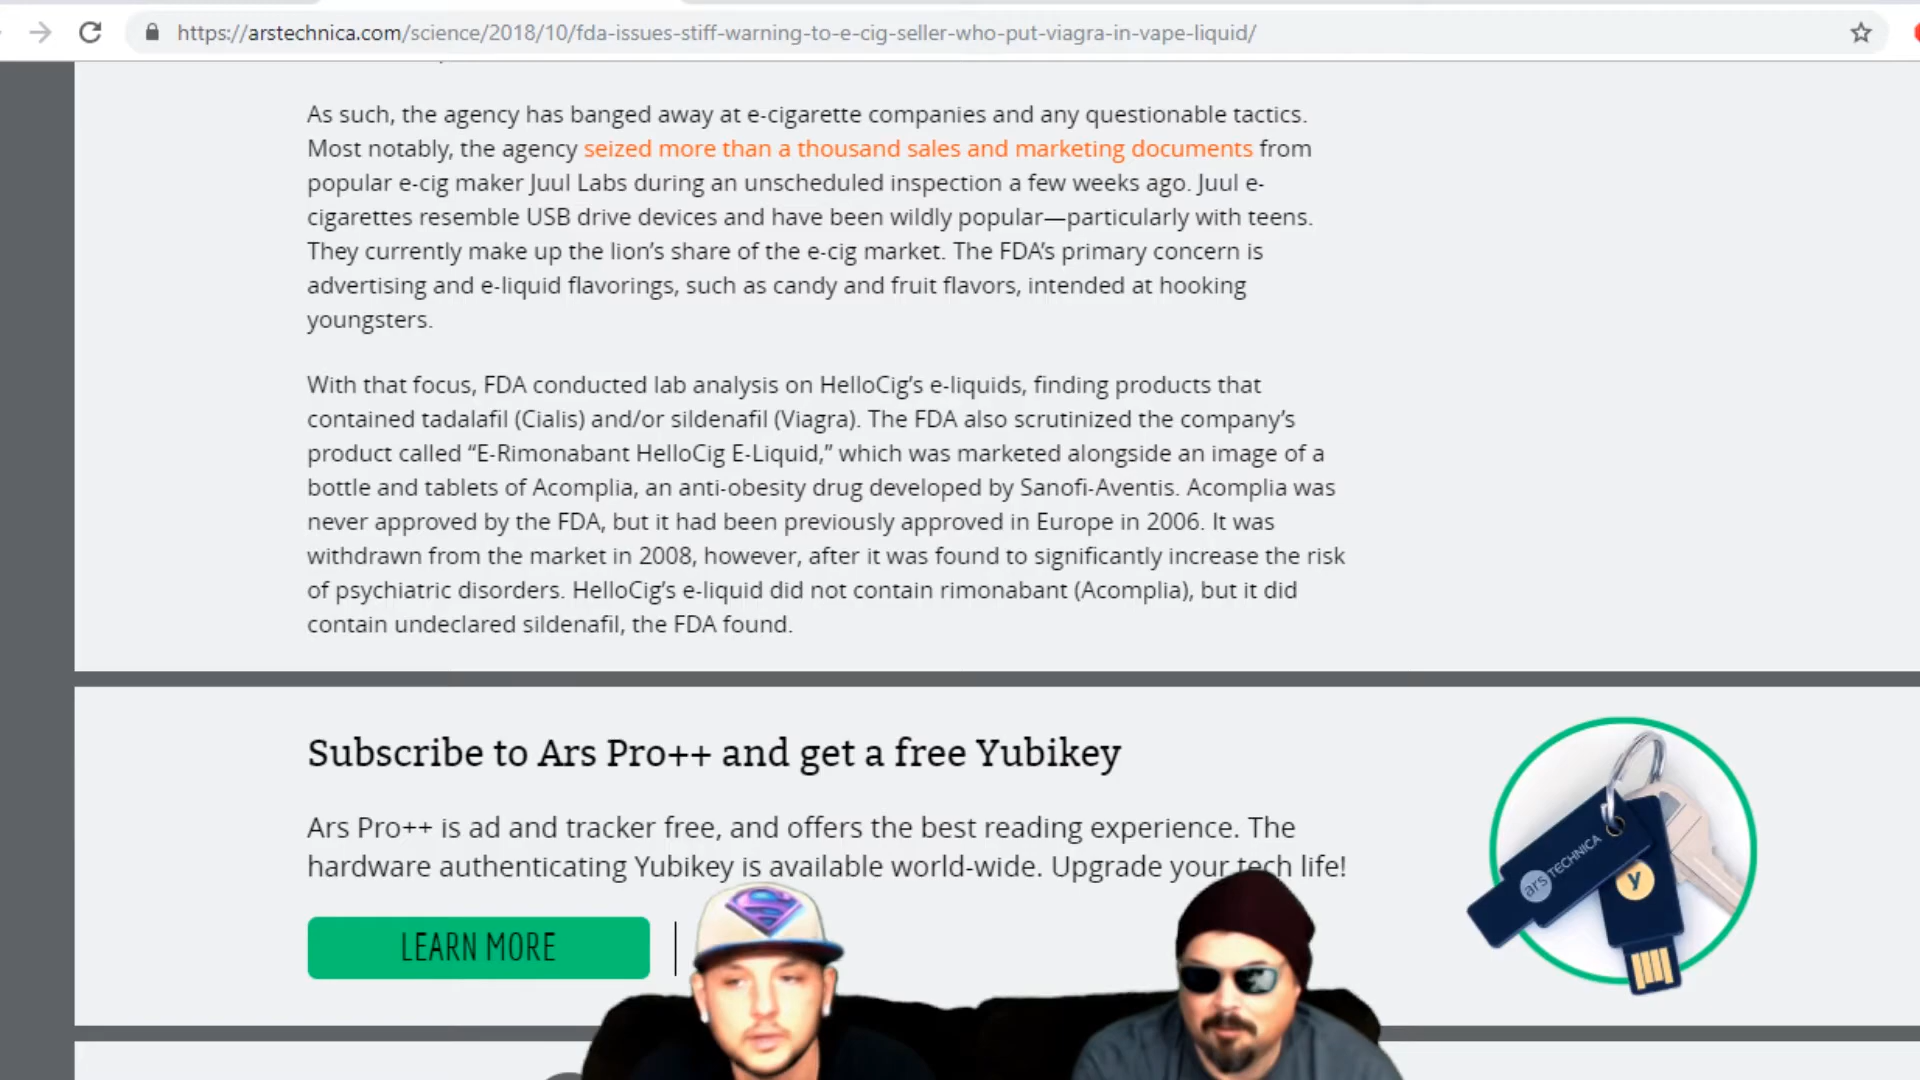 https://arstechnica.com/science/2018/10/fda-issues-stiff-warning-to-e-cig-seller-who-put-viagra-in-vape-liquid/
As such, the agency has banged away at e-cigarette companies and any questionable tactics.
Most notably, the agency seized more than a thousand sales and marketing documents from
popular e-cig maker Juul Labs during an unscheduled inspection a few weeks ago. Juul e-
cigarettes resemble USB drive devices and have been wildly popular—particularly with teens.
They currently make up the lion’s share of the e-cig market. The FDA’s primary concern is
advertising and e-liquid flavorings, such as candy and fruit flavors, intended at hooking
youngsters.
With that focus, FDA conducted lab analysis on HelloCig’s e-liquids, finding products that
contained tadalafil (Cialis) and/or sildenafil (Viagra). The FDA also scrutinized the company’s
product called “E-Rimonabant HelloCig E-Liquid,” which was marketed alongside an image of a
bottle and tablets of Acomplia, an anti-obesity drug developed by Sanofi-Aventis. Acomplia was
never approved by the FDA, but it had been previously approved in Europe in 2006. It was
withdrawn from the market in 2008, however, after it was found to significantly increase the risk
of psychiatric disorders. HelloCig’s e-liquid did not contain rimonabant (Acomplia), but it did
contain undeclared sildenafil, the FDA found.
Subscribe to Ars Pro++ and get a free Yubikey
Ars Pro++ is ad and tracker free, and offers the best reading experience. The
hardware authenticating Yubikey is available world-wide. Upgrade your tech life!
LEARN MORE
ars TECHNICA
y
S